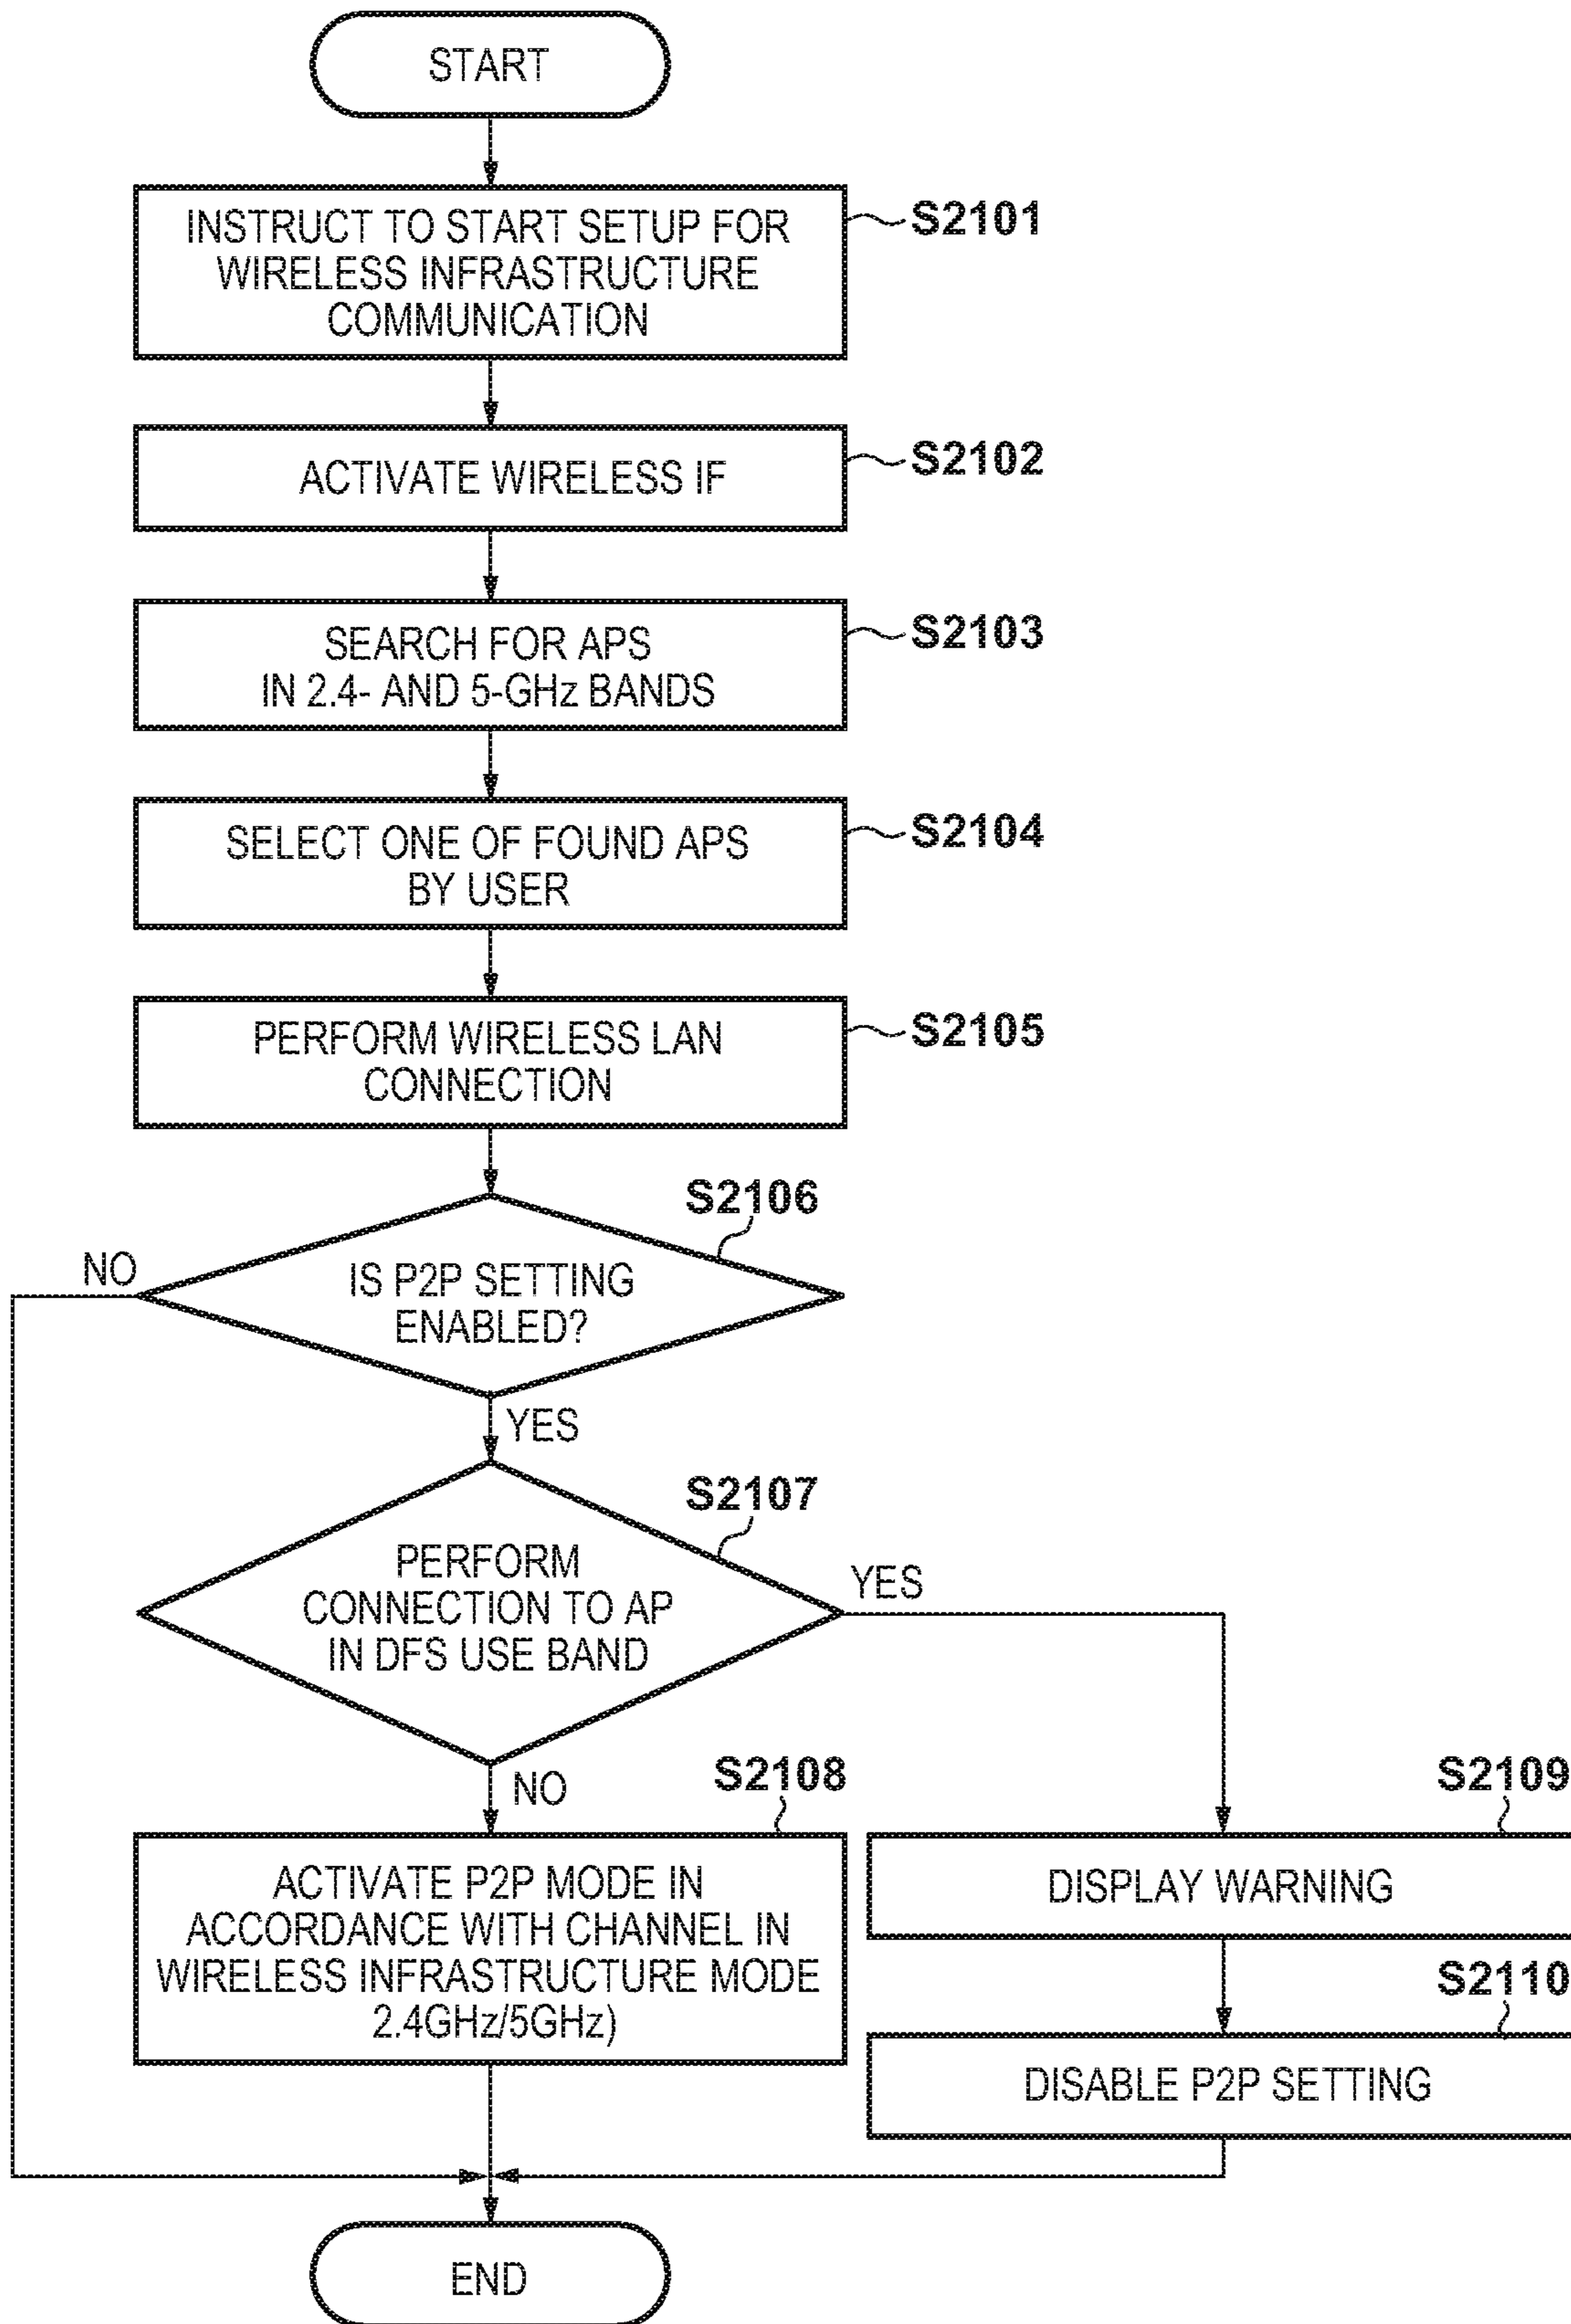 START
INSTRUCT TO START SETUP FOR
WIRELESS INFRASTRUCTURE
COMMUNICATION
S2101
ACTIVATE WIRELESS IF
S2102
SEARCH FOR APS
IN 2.4- AND 5-GHz BANDS
S2103
SELECT ONE OF FOUND APS
BY USER
S2104
PERFORM WIRELESS LAN
CONNECTION
S2105
S2106
NO
IS P2P SETTING
ENABLED?
YES
S2107
PERFORM
CONNECTION TO AP
IN DFS USE BAND
YES
NO
S2108
ACTIVATE P2P MODE IN
ACCORDANCE WITH CHANNEL IN
WIRELESS INFRASTRUCTURE MODE
2.4GHz/5GHz)
S2109
DISPLAY WARNING
S2110
DISABLE P2P SETTING
END